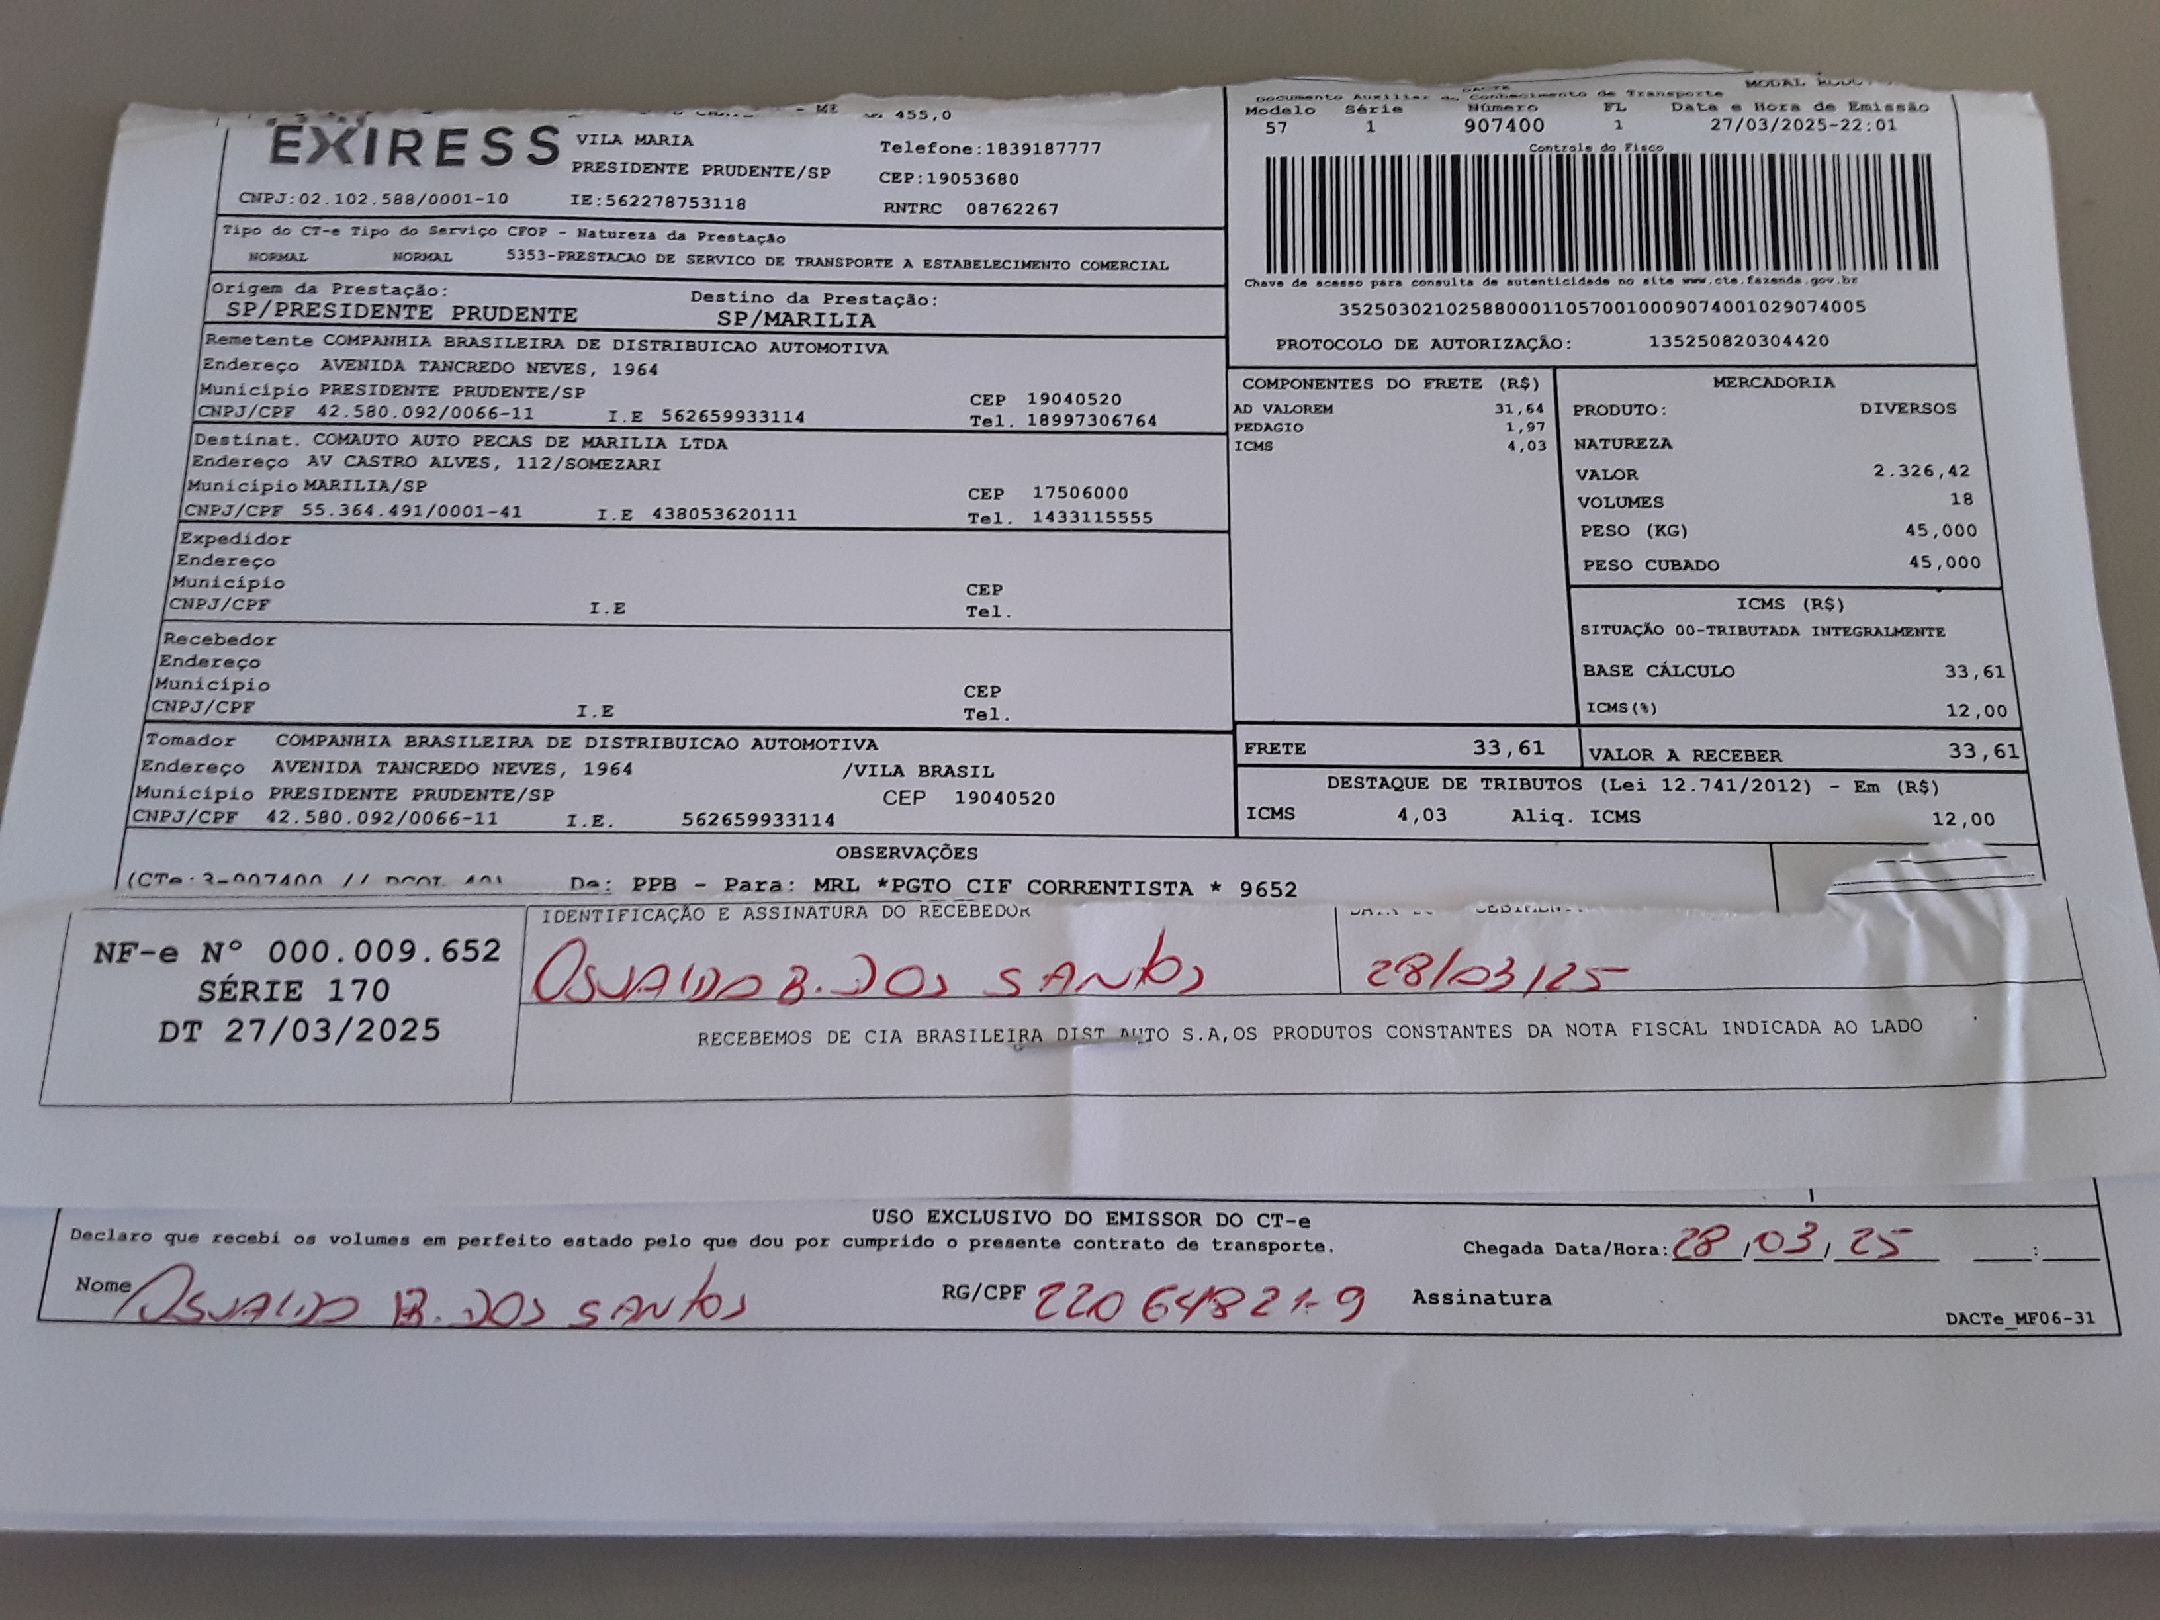 - ME 455,0
EXIRESS VILA MARIA Telefone:1839187777
PRESIDENTE PRUDENTE/SP CEP:19053680
CNPJ:02.102.588/0001-10 IE:562278753118 RNTRC 08762267
Tipo do CT-e Tipo do Serviço CFOP - Natureza da Prestação
NORMAL NORMAL 5353-PRESTACAO DE SERVICO DE TRANSPORTE A ESTABELECIMENTO COMERCIAL
Origem da Prestação: Destino da Prestação:
SP/PRESIDENTE PRUDENTE SP/MARILIA
Remetente COMPANHIA BRASILEIRA DE DISTRIBUICAO AUTOMOTIVA
Endereço AVENIDA TANCREDO NEVES, 1964
Município PRESIDENTE PRUDENTE/SP CEP 19040520
CNPJ/CPF 42.580.092/0066-11 I.E 562659933114 Tel. 18997306764
Destinat. COMAUTO AUTO PECAS DE MARILIA LTDA
Endereço AV CASTRO ALVES, 112/SOMEZARI
Município MARILIA/SP CEP 17506000
CNPJ/CPF 55.364.491/0001-41 I.E 438053620111 Tel. 1433115555
Expedidor
Endereço
Município CEP
CNPJ/CPF I.E Tel.
Recebedor
Endereço
Município CEP
CNPJ/CPF I.E Tel.
Tomador COMPANHIA BRASILEIRA DE DISTRIBUICAO AUTOMOTIVA
Endereço AVENIDA TANCREDO NEVES, 1964 /VILA BRASIL
Município PRESIDENTE PRUDENTE/SP CEP 19040520
CNPJ/CPF 42.580.092/0066-11 I.E. 562659933114
MODAL
Documento Auxiliar do Conhecimento de Transporte
Modelo Série Número FL Data e Hora de Emissão
57 1 907400 1 27/03/2025-22:01
Controle do Fisco
Chave de acesso para consulta de autenticidade no site www.cte.fazenda.gov.br
35250302102588000110570010009074001029074005
PROTOCOLO DE AUTORIZAÇÃO: 135250820304420
COMPONENTES DO FRETE (R$)
AD VALOREM 31,64
PEDAGIO 1,97
ICMS 4,03
MERCADORIA
PRODUTO: DIVERSOS
NATUREZA
VALOR 2.326,42
VOLUMES 18
PESO (KG) 45,000
PESO CUBADO 45,000
ICMS (R$)
SITUAÇÃO 00-TRIBUTADA INTEGRALMENTE
BASE CÁLCULO 33,61
ICMS(%) 12,00
FRETE 33,61 VALOR A RECEBER 33,61
DESTAQUE DE TRIBUTOS (Lei 12.741/2012) - Em (R$)
ICMS 4,03 Aliq. ICMS 12,00
OBSERVAÇÕES
(CTe:3-907400 // De: PPB - Para: MRL *PGTO CIF CORRENTISTA * 9652
IDENTIFICAÇÃO E ASSINATURA DO RECEBEDOR
NF-e Nº 000.009.652
SÉRIE 170
DT 27/03/2025
OSVALDO B. DOS SANTOS 28/03/25
RECEBEMOS DE CIA BRASILEIRA DIST AUTO S.A,OS PRODUTOS CONSTANTES DA NOTA FISCAL INDICADA AO LADO
USO EXCLUSIVO DO EMISSOR DO CT-e
Declaro que recebi os volumes em perfeito estado pelo que dou por cumprido o presente contrato de transporte. Chegada Data/Hora: 28/03/25 __:__
Nome OSVALDO B. DOS SANTOS RG/CPF 22064821-9 Assinatura
DACTe_MF06-31